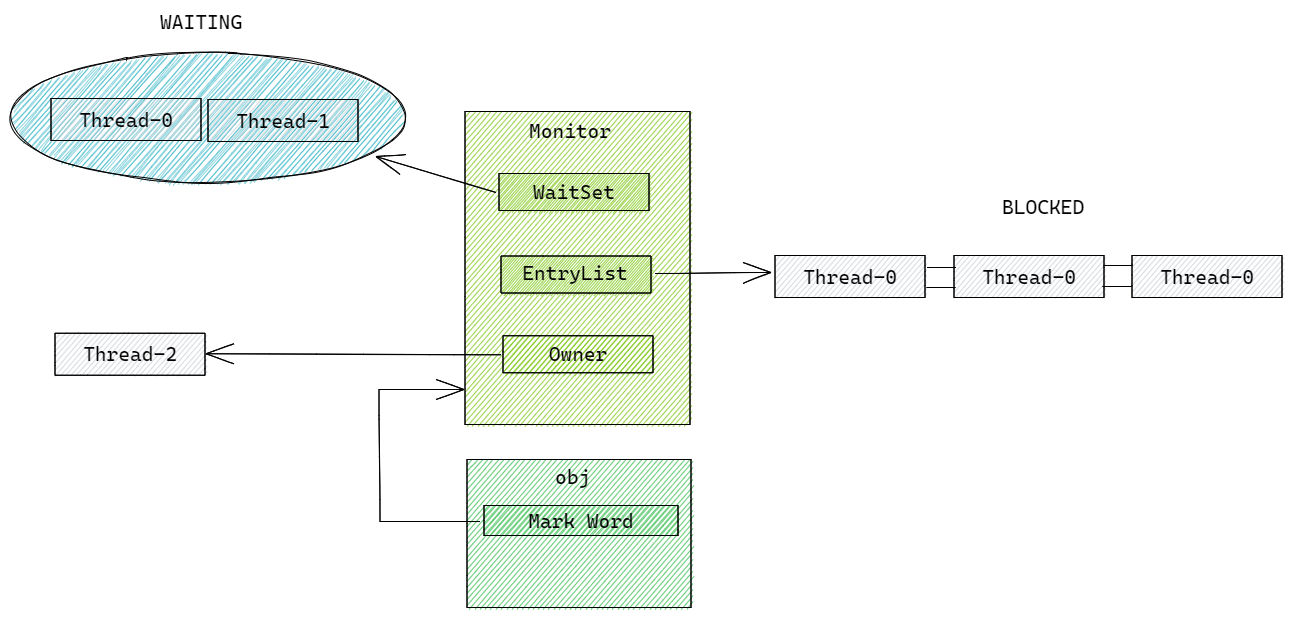 WAITING
Thread-0
Thread-1
Monitor
WaitSet
BLOCKED
EntryList
Thread-0
Thread-0
Thread-0
Thread-2
Owner
obj
Mark Word